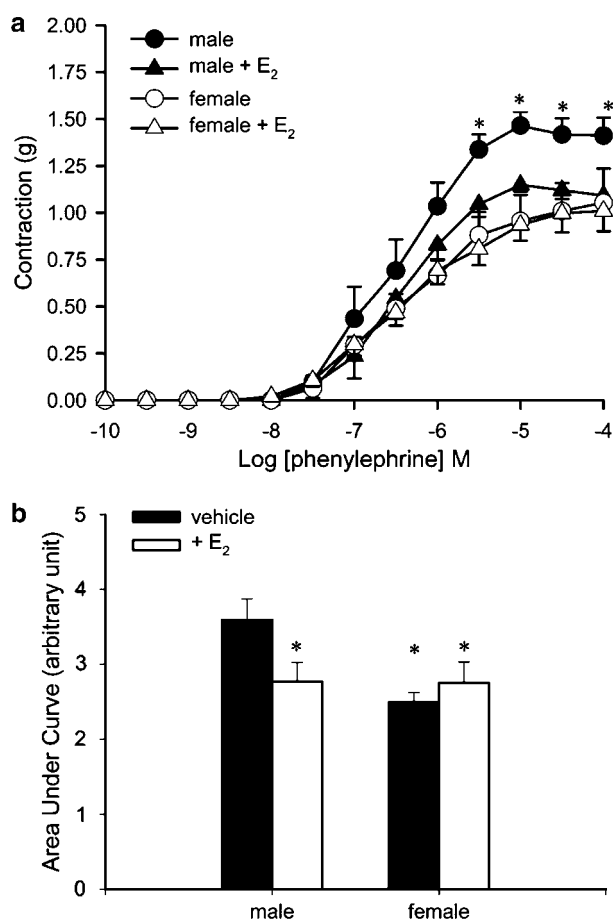 a
2.00
1.75
1.50
1.25
1.00
0.75
0.50
0.25
0.00
Contraction (g)
male
male + E2
female
female + E2
* * * *
-10 -9 -8 -7 -6 -5 -4
Log [phenylephrine] M
b
5
4
3
2
1
0
Area Under Curve (arbitrary unit)
vehicle
+ E2
* * *
male female